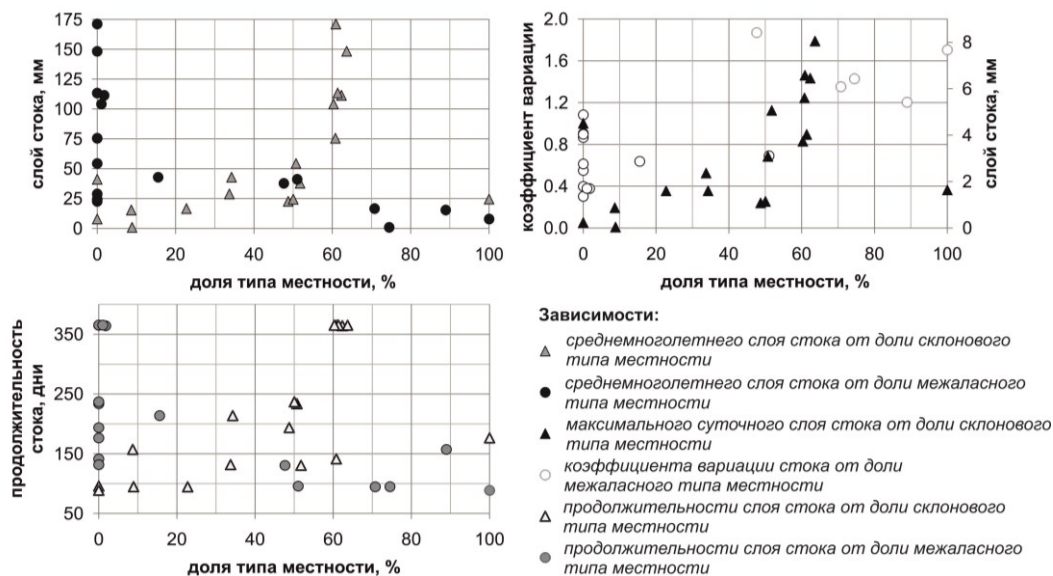 175
150
125
100
75
50
25
0
слой стока, мм
0 20 40 60 80 100
доля типа местности, %
2.0
1.6
1.2
0.8
0.4
0.0
коэффициент вариации
8
6
4
2
0
слой стока, мм
0 20 40 60 80 100
доля типа местности, %
350
250
150
50
продолжительность
стока, дни
0 20 40 60 80 100
доля типа местности, %
Зависимости:
среднемноголетнего слоя стока от доли склонового
типа местности
среднемноголетнего слоя стока от доли межаласного
типа местности
максимального суточного слоя стока от доли склонового
типа местности
коэффициента вариации стока от доли
межаласного типа местности
продолжительности слоя стока от доли склонового
типа местности
продолжительности слоя стока от доли межаласного
типа местности